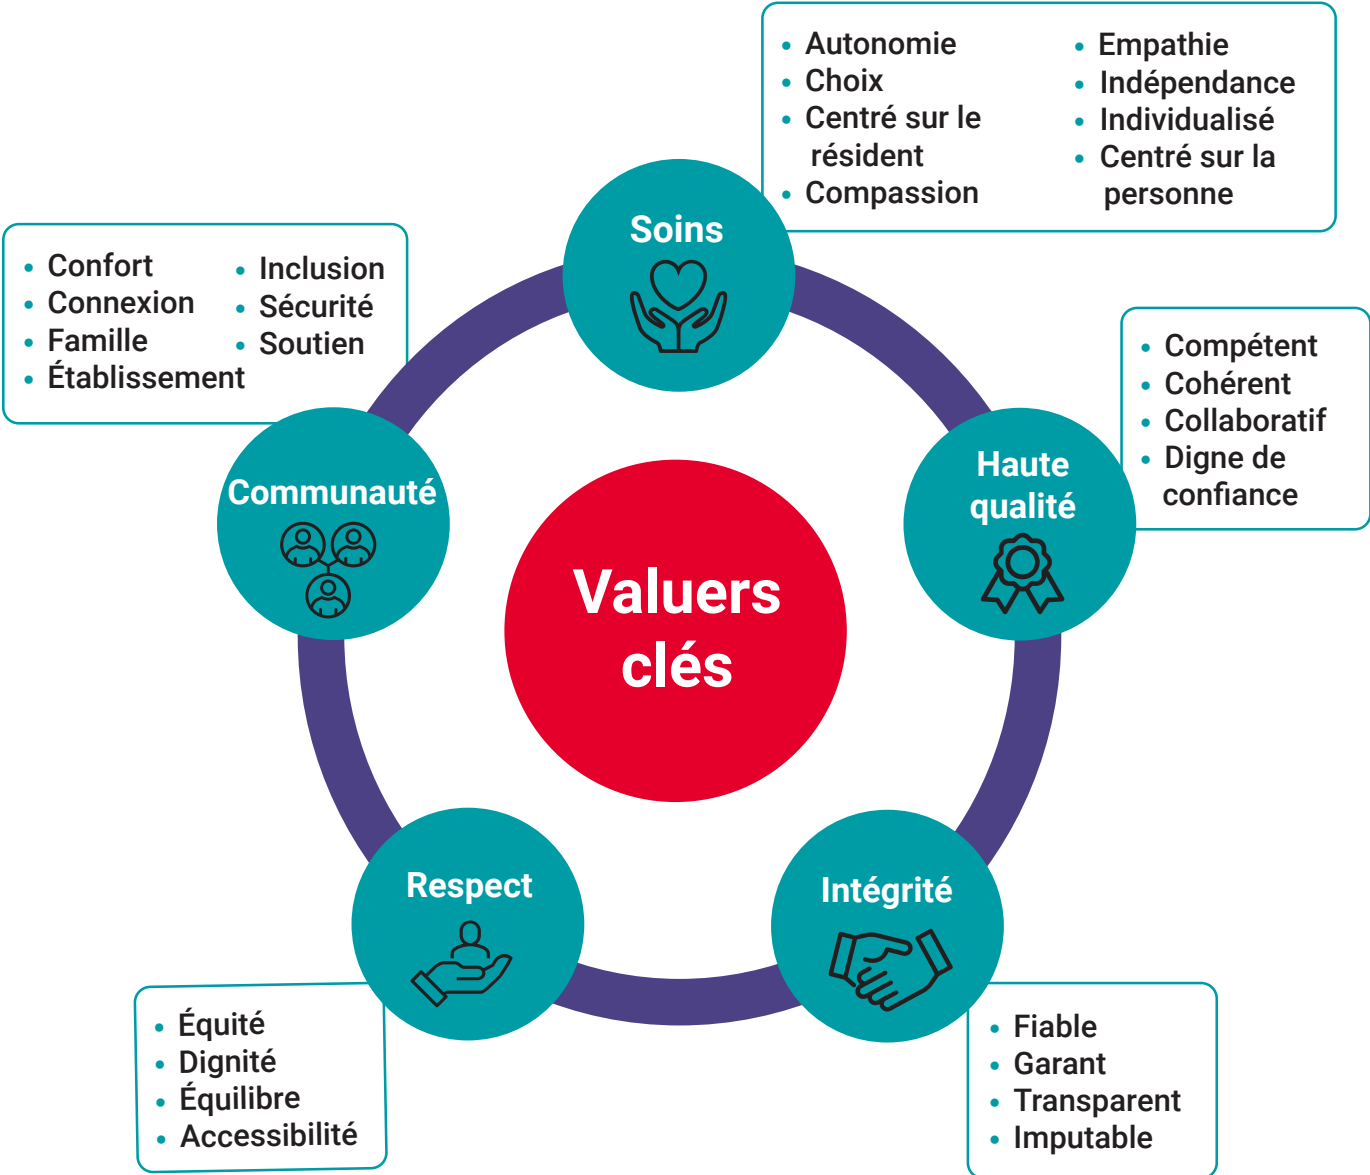 • Autonomie
• Choix
• Centré sur le
résident
• Compassion
• Empathie
• Indépendance
• Individualisé
• Centré sur la
personne
Soins
• Confort
• Connexion
• Famille
• Établissement
• Inclusion
• Sécurité
• Soutien
Communauté
• Compétent
• Cohérent
• Collaboratif
• Digne de
confiance
Haute
qualité
Valuers
clés
Respect
• Équité
• Dignité
• Équilibre
• Accessibilité
Intégrité
• Fiable
• Garant
• Transparent
• Imputable